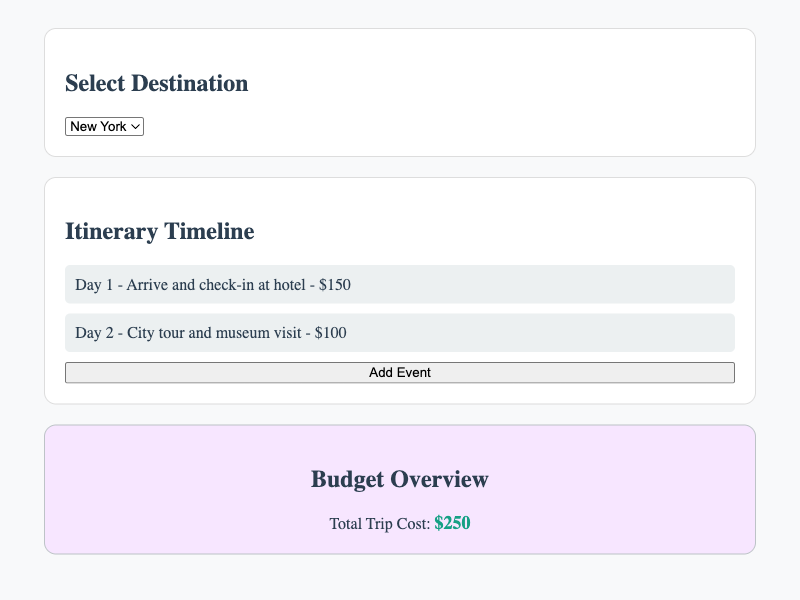 Select Destination
New York
Itinerary Timeline
Day 1 - Arrive and check-in at hotel - $150
Day 2 - City tour and museum visit - $100
Add Event
Budget Overview
Total Trip Cost: $250